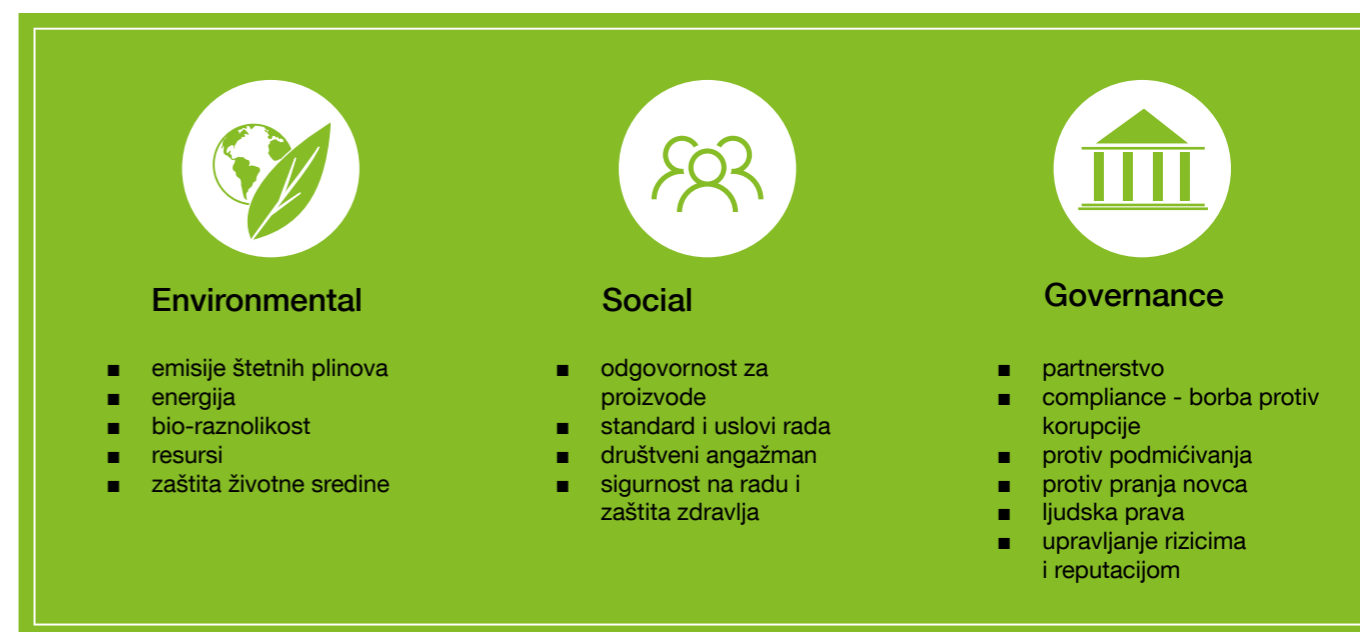 Environmental
■ emisije štetnih plinova
■ energija
■ bio-raznolikost
■ resursi
■ zaštita životne sredine
Social
■ odgovornost za
proizvode
■ standard i uslovi rada
■ društveni angažman
■ sigurnost na radu i
zaštita zdravlja
Governance
■ partnerstvo
■ compliance - borba protiv
korupcije
■ protiv podmićivanja
■ protiv pranja novca
■ ljudska prava
■ upravljanje rizicima
i reputacijom